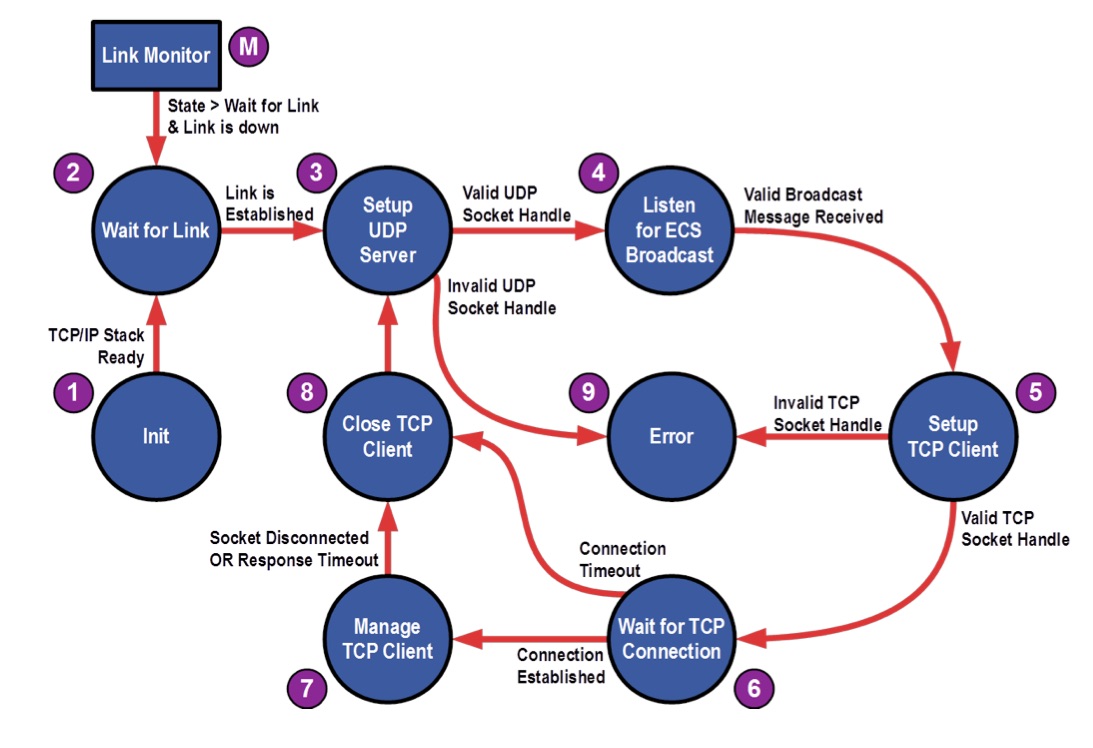 Link Monitor
M
State > Wait for Link
& Link is down
2
Wait for Link
Link is
Established
3
Setup
UDP
Server
Valid UDP
Socket Handle
4
Listen
for ECS
Broadcast
Valid Broadcast
Message Received
Invalid UDP
Socket Handle
TCP/IP Stack
Ready
1
Init
8
Close TCP
Client
9
Error
Invalid TCP
Socket Handle
5
Setup
TCP Client
Valid TCP
Socket Handle
Socket Disconnected
OR Response Timeout
Connection
Timeout
Manage
TCP Client
7
Connection
Established
Wait for TCP
Connection
6